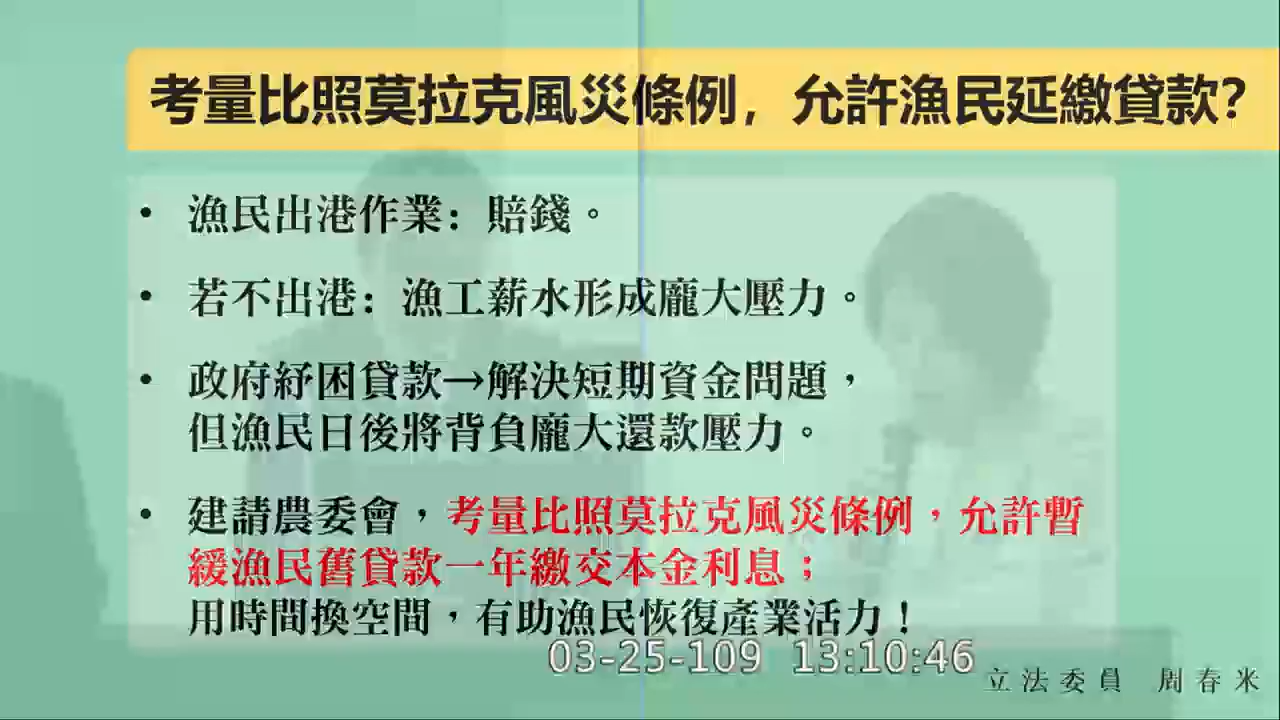 考量比照莫拉克風災條例，允許漁民延繳貸款？
• 漁民出港作業：賠錢。
• 若不出港：漁工薪水形成龐大壓力。
• 政府紓困貸款→解決短期資金問題，
但漁民日後將背負龐大還款壓力。
• 建請農委會，考量比照莫拉克風災條例，允許暫
緩漁民舊貸款一年繳交本金利息；
用時間換空間，有助漁民恢復產業活力！
03-25-109 13:10:46
立法委員 周春米